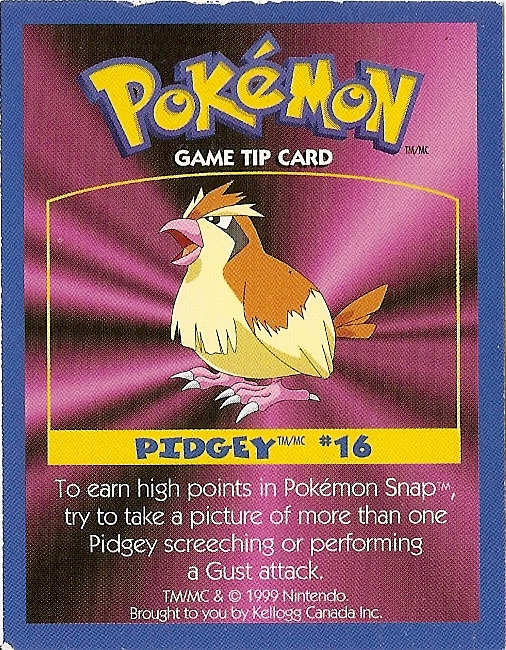 POKéMON
TM/MC
GAME TIP CARD
PIDGEY TM/MC #16
To earn high points in Pokémon Snap™,
try to take a picture of more than one
Pidgey screeching or performing
a Gust attack.
TM/MC & © 1999 Nintendo.
Brought to you by Kellogg Canada Inc.